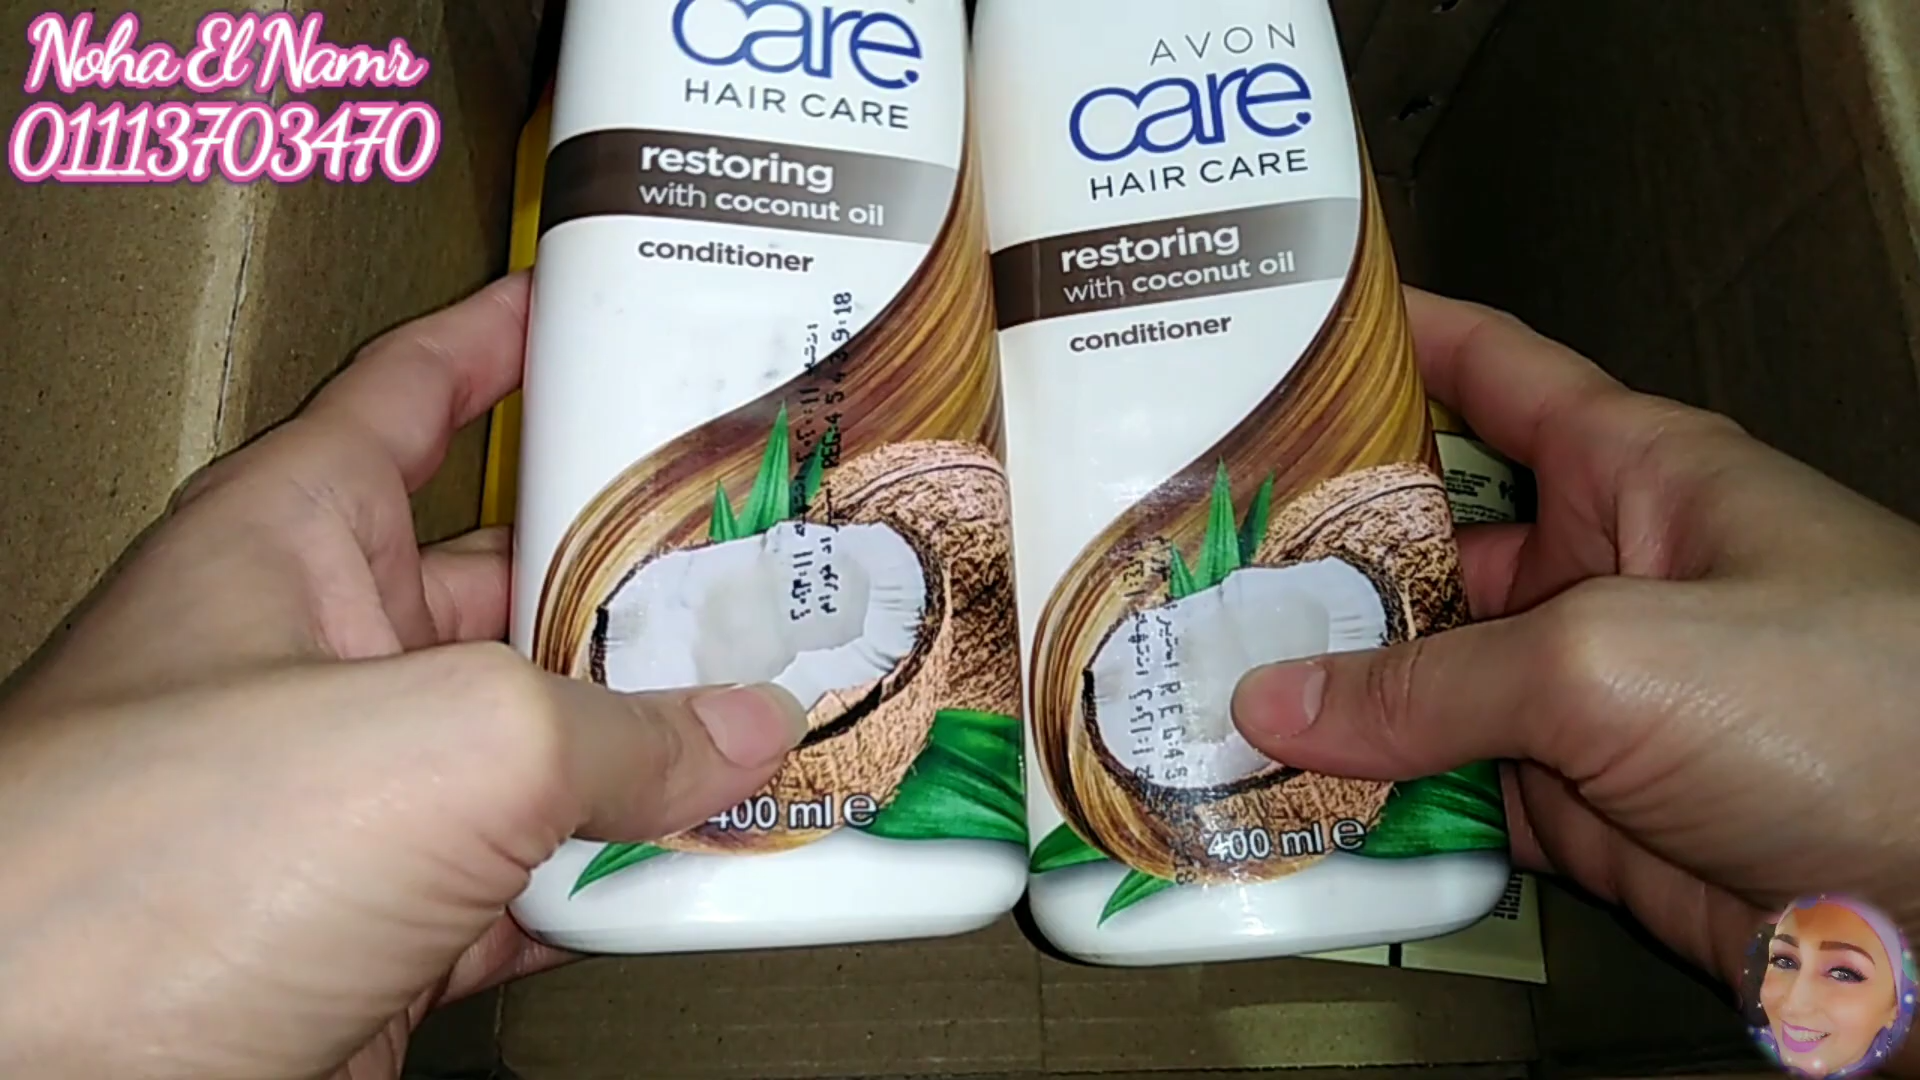 Noha El Namr
01113703470
care
HAIR CARE
restoring
with coconut oil
conditioner
400 ml e
AVON
care
HAIR CARE
restoring
with coconut oil
conditioner
400 ml e